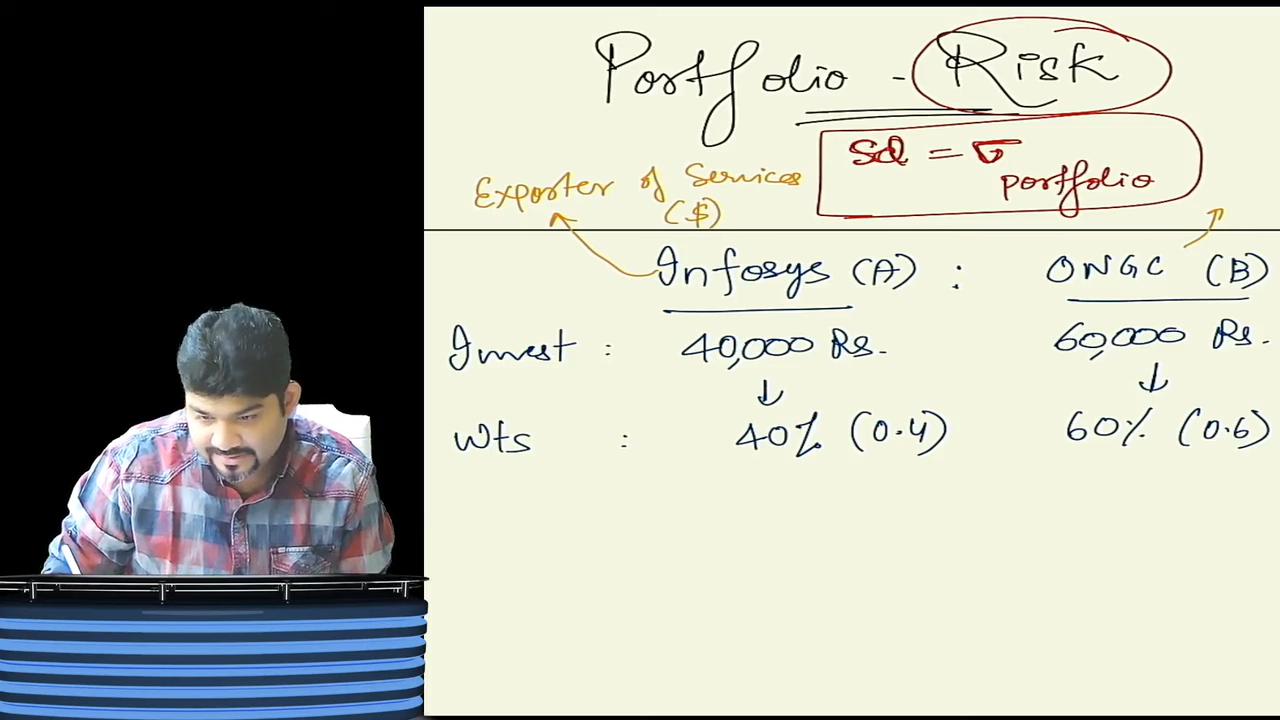 Portfolio - Risk
Sd = σ portfolio
Exporter of Services
($)
Infosys (A) : ONGC (B)
Invest : 40,000 Rs. 60,000 Rs.
↓ ↓
Wts : 40% (0.4) 60% (0.6)